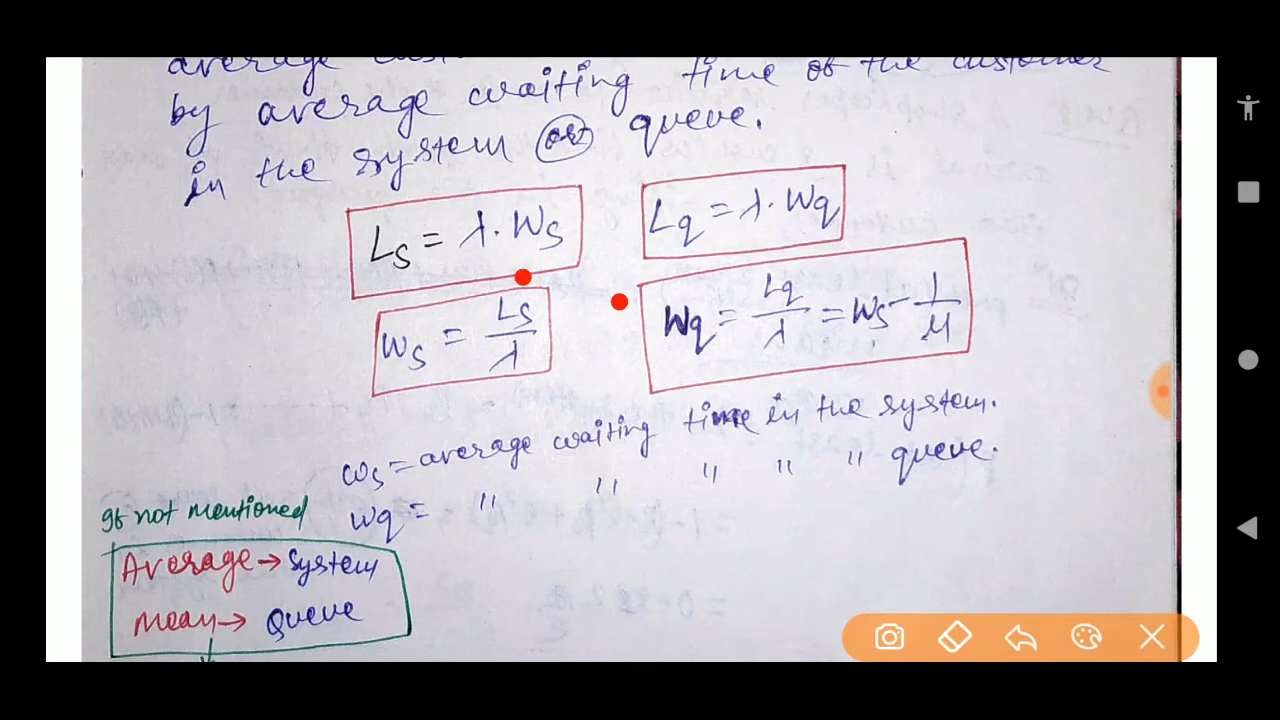 average
by average waiting time of the customer
in the system or queue.
Ls = λ. Ws
Lq = λ. Wq
Ws = Ls/λ
Wq = Lq/λ = Ws - 1/μ
Ws = average waiting time in the system.
Wq = " " " " " queue.
If not mentioned
Average → System
Mean → Queue